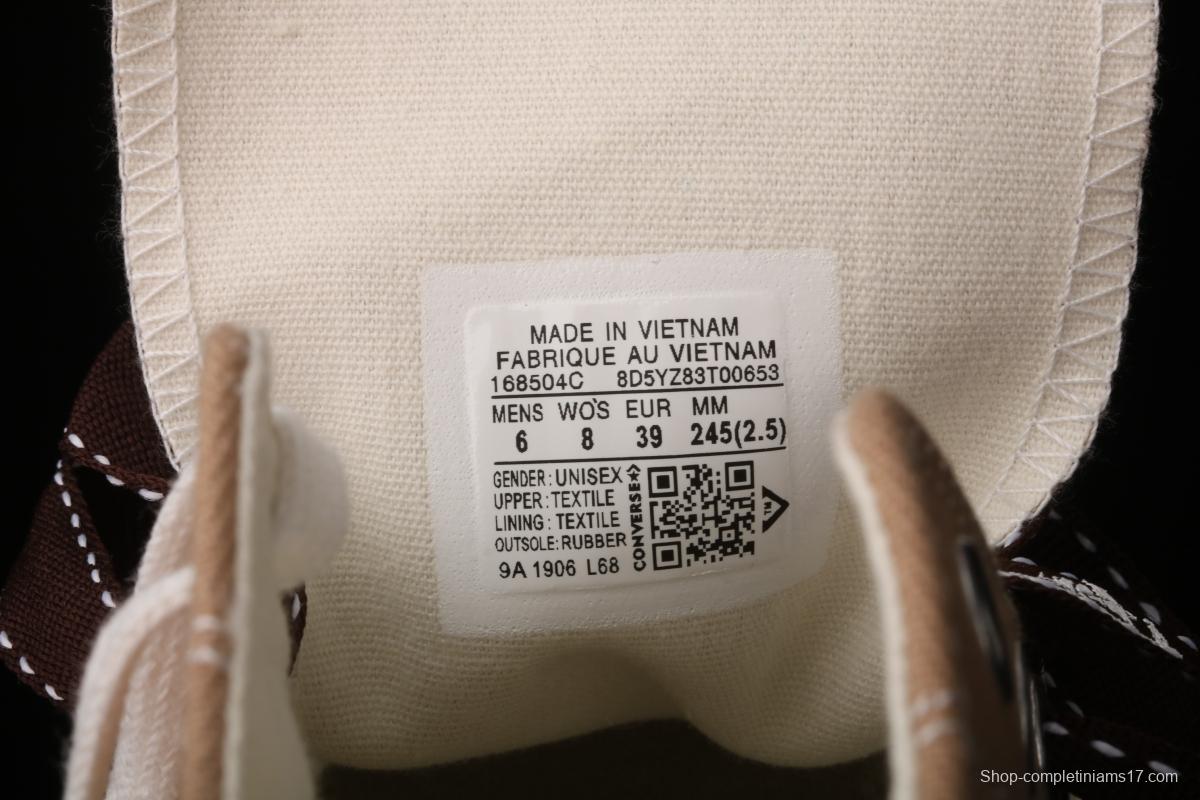 MADE IN VIETNAM
FABRIQUE AU VIETNAM
168504C 8D5YZ83T00653
MENS WO'S EUR MM
6 8 39 245(2.5)
GENDER: UNISEX
UPPER: TEXTILE
LINING: TEXTILE
OUTSOLE: RUBBER
9A 1906 L68
CONVERSE
TM
Shop-completiniams17.com